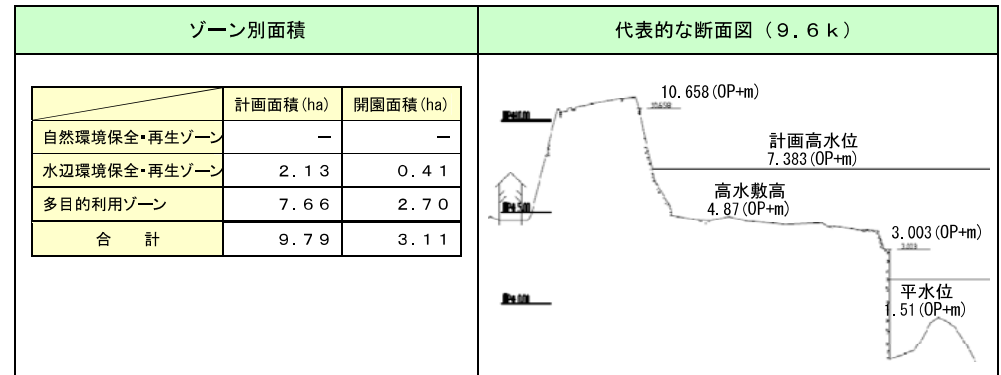 ゾーン別面積
計画面積(ha) 開園面積(ha)
自然環境保全・再生ゾーン － －
水辺環境保全・再生ゾーン ２.１３ ０.４１
多目的利用ゾーン ７.６６ ２.７０
合 計 ９.７９ ３.１１
代表的な断面図（９.６ｋ）
10.658(OP+m)
10.658
計画高水位
7.383(OP+m)
高水敷高
4.87(OP+m)
3.003(OP+m)
平水位
1.51(OP+m)